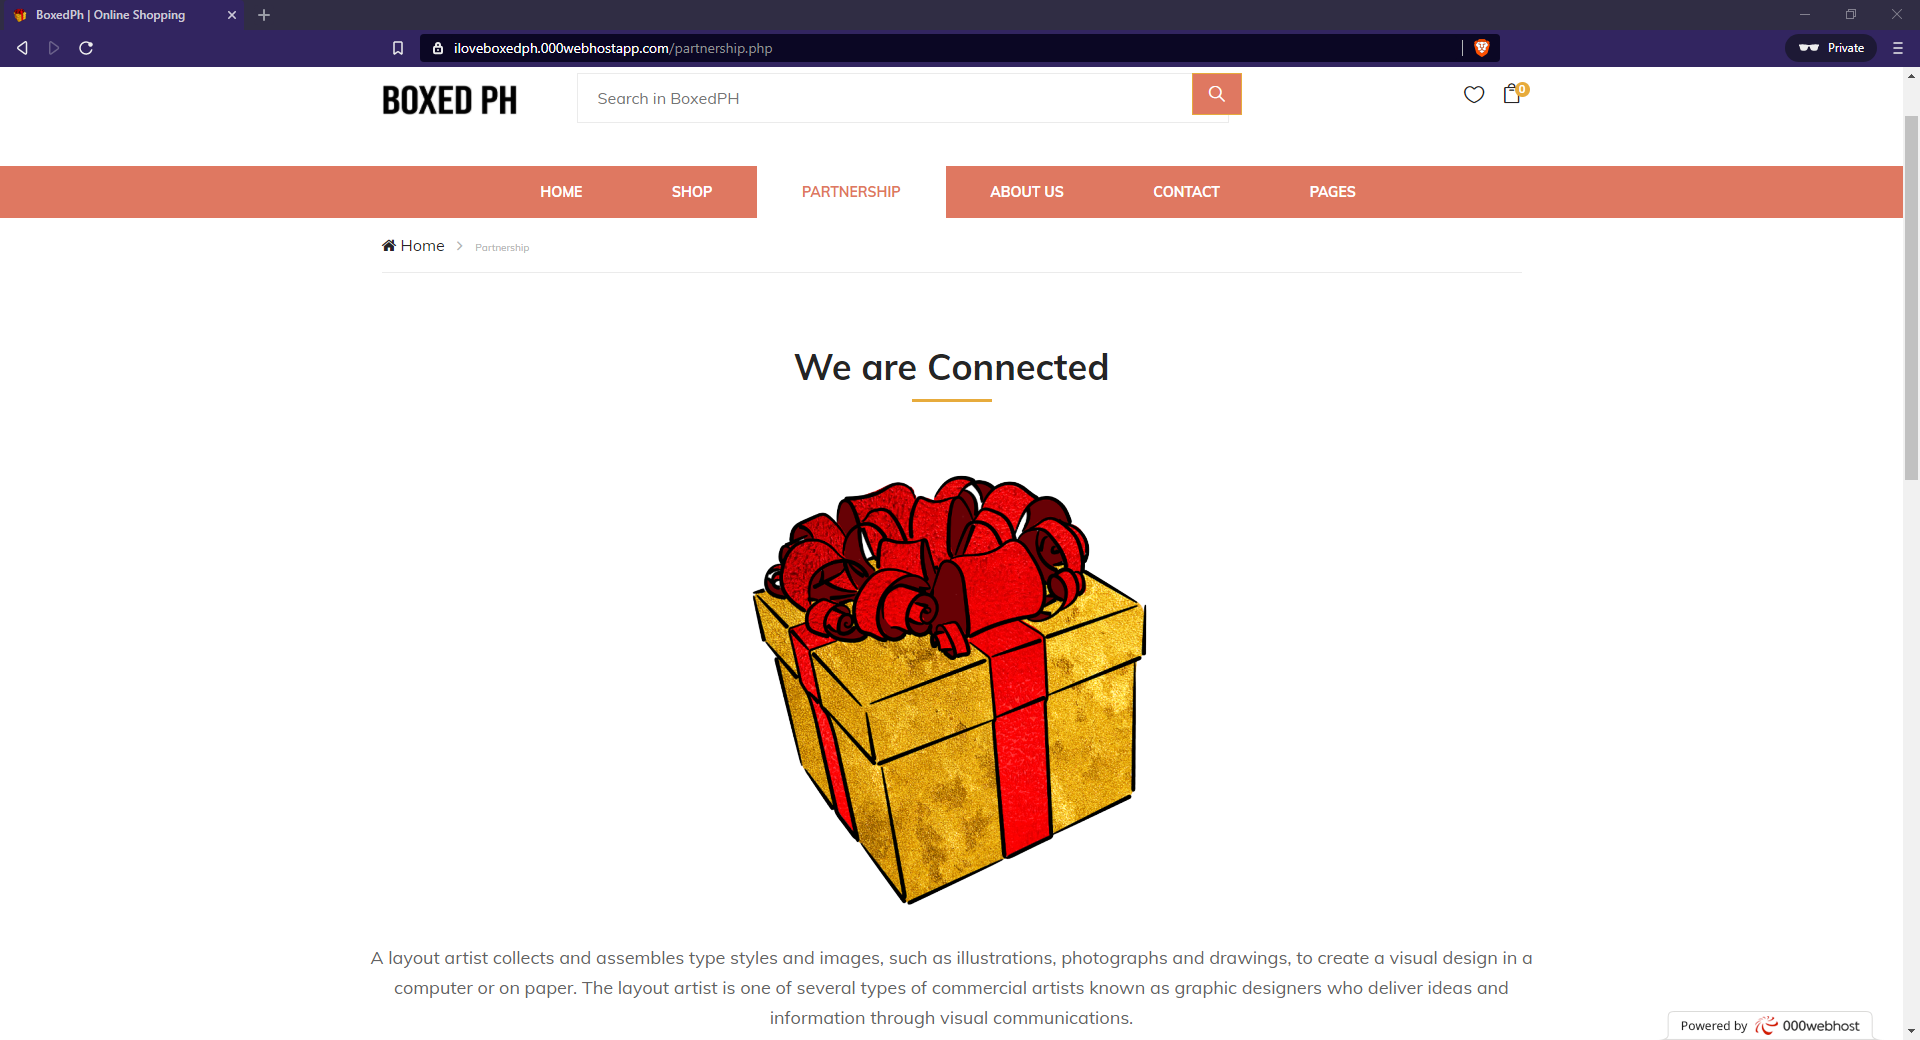 BoxedPh | Online Shopping
iloveboxedph.000webhostapp.com/partnership.php
Private
BOXED PH
Search in BoxedPH
0
HOME SHOP PARTNERSHIP ABOUT US CONTACT PAGES
Home > Partnership
We are Connected
A layout artist collects and assembles type styles and images, such as illustrations, photographs and drawings, to create a visual design in a
computer or on paper. The layout artist is one of several types of commercial artists known as graphic designers who deliver ideas and
information through visual communications.
Powered by 000webhost